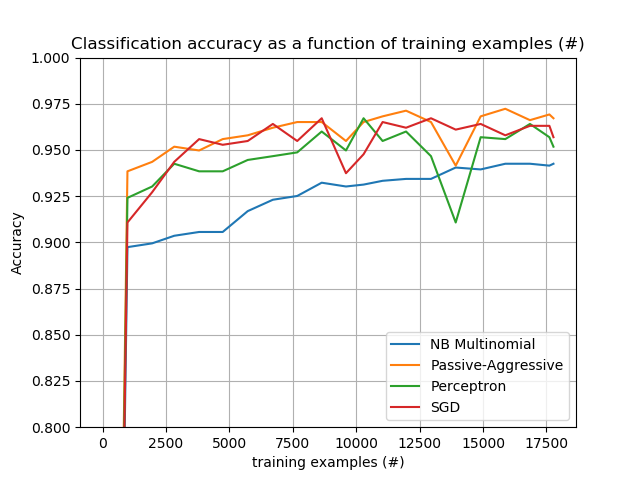 Classification accuracy as a function of training examples (#)
1.000
0.975
0.950
0.925
0.900
0.875
0.850
0.825
0.800
Accuracy
NB Multinomial
Passive-Aggressive
Perceptron
SGD
0 2500 5000 7500 10000 12500 15000 17500
training examples (#)